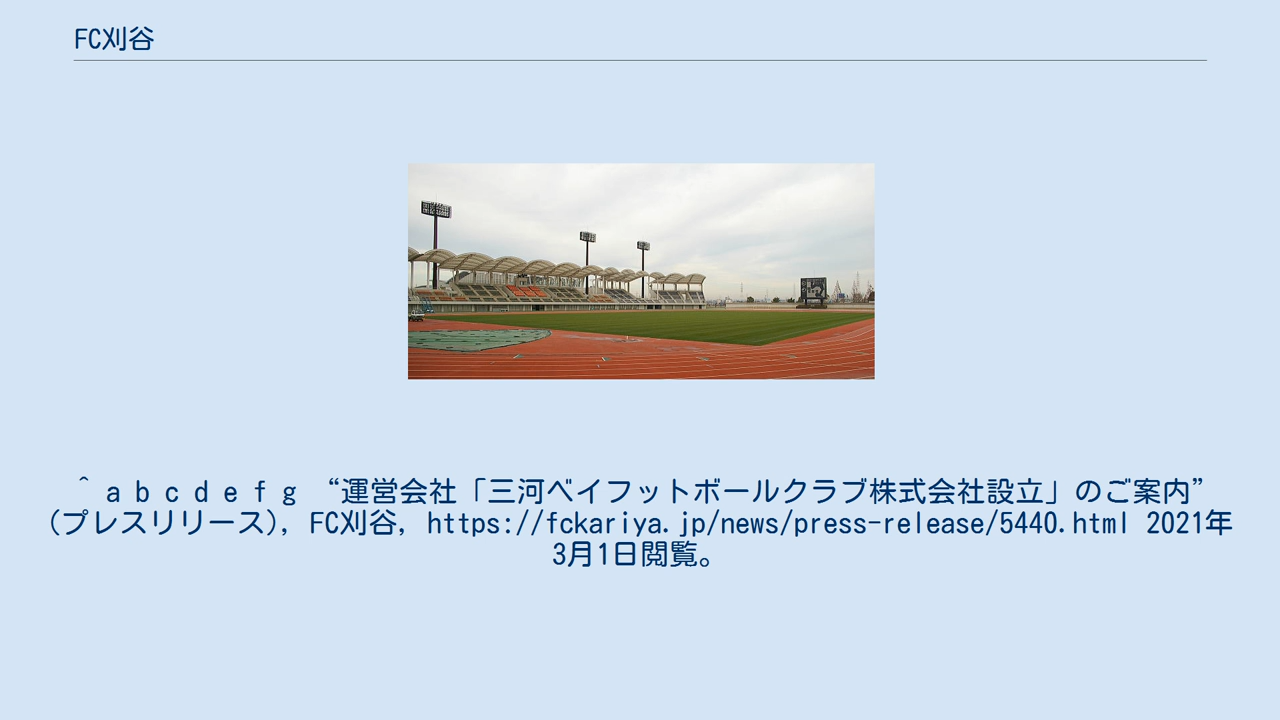 FC刈谷
^ a b c d e f g “運営会社「三河ベイフットボールクラブ株式会社設立」のご案内”
(プレスリリース), FC刈谷, https://fckariya.jp/news/press-release/5440.html 2021年
3月1日閲覧。